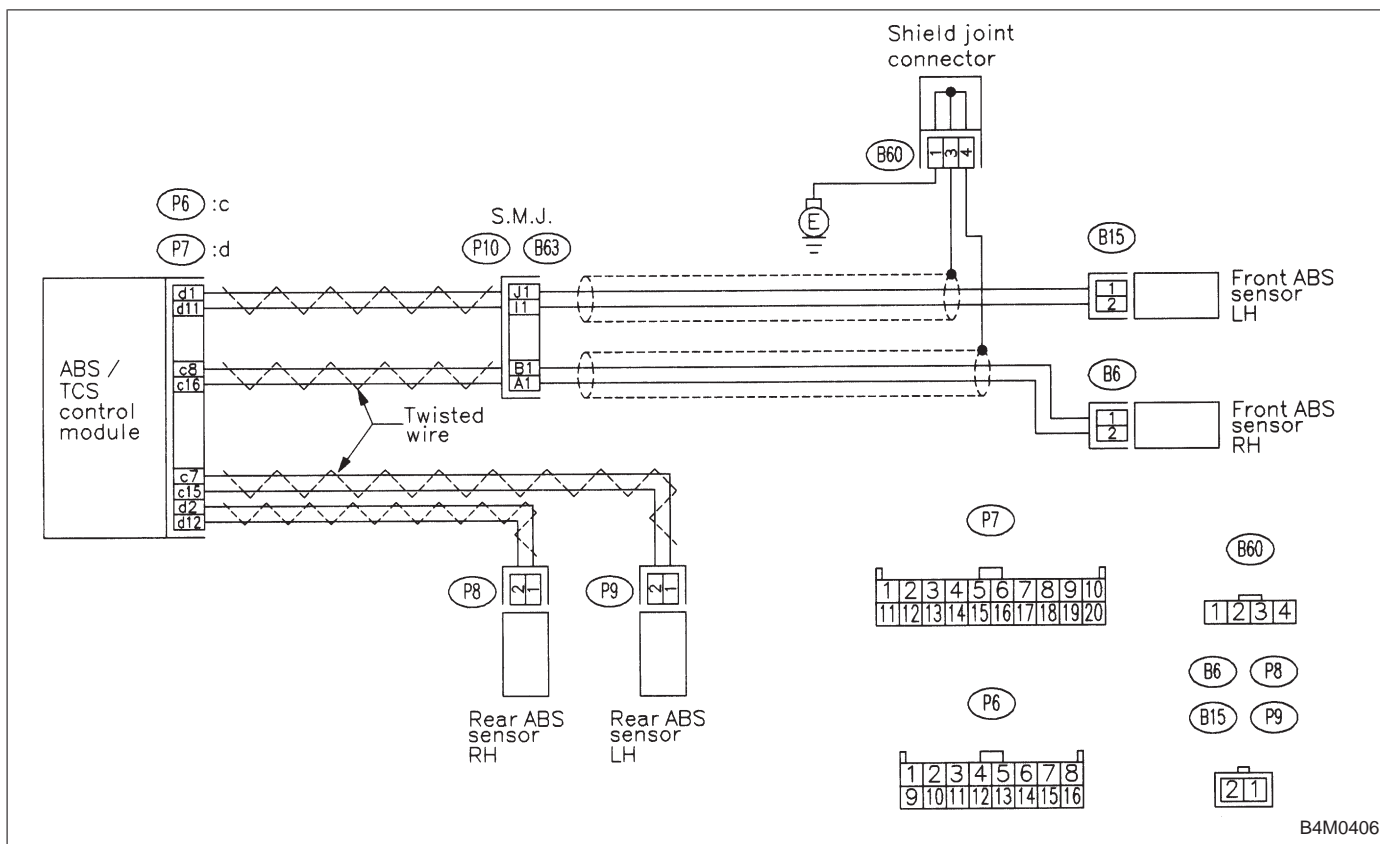 Shield joint
connector
1
3
4
B60
E
P6 :c
P7 :d
S.M.J.
P10 B63
B15
ABS /
TCS
control
module
d1
d11
c8
c16
c7
c15
d2
d12
J1
I1
B1
A1
Twisted
wire
1
2
Front ABS
sensor
LH
B6
1
2
Front ABS
sensor
RH
P8
2
1
Rear ABS
sensor
RH
P9
2
1
Rear ABS
sensor
LH
P7
1 2 3 4 5 6 7 8 9 10
11 12 13 14 15 16 17 18 19 20
B60
1 2 3 4
P6
1 2 3 4 5 6 7 8
9 10 11 12 13 14 15 16
B6 P8
B15 P9
2 1
B4M0406